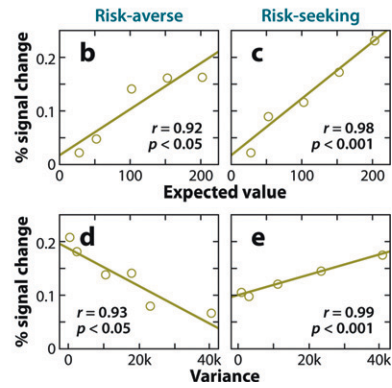 Risk-averse Risk-seeking
% signal change
0.2
0.1
0
b
r = 0.92
p < 0.05
c
r = 0.98
p < 0.001
0 100 200 0 100 200
Expected value
% signal change
0.2
0.1
0
d
r = 0.93
p < 0.05
e
r = 0.99
p < 0.001
0 20k 40k 0 20k 40k
Variance